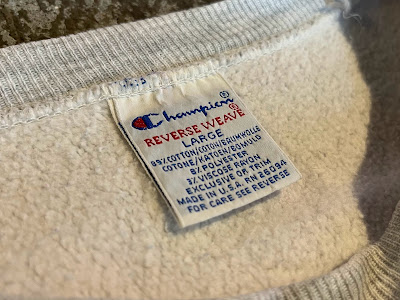 Champion®
REVERSE WEAVE®
LARGE
89% COTTON/COTON/BAUMWOLLE
COTONE/KATOEN/BOMULD
8% POLYESTER
3% VISCOSE RAYON
EXCLUSIVE OF TRIM
MADE IN U.S.A. RN 26094
FOR CARE SEE REVERSE